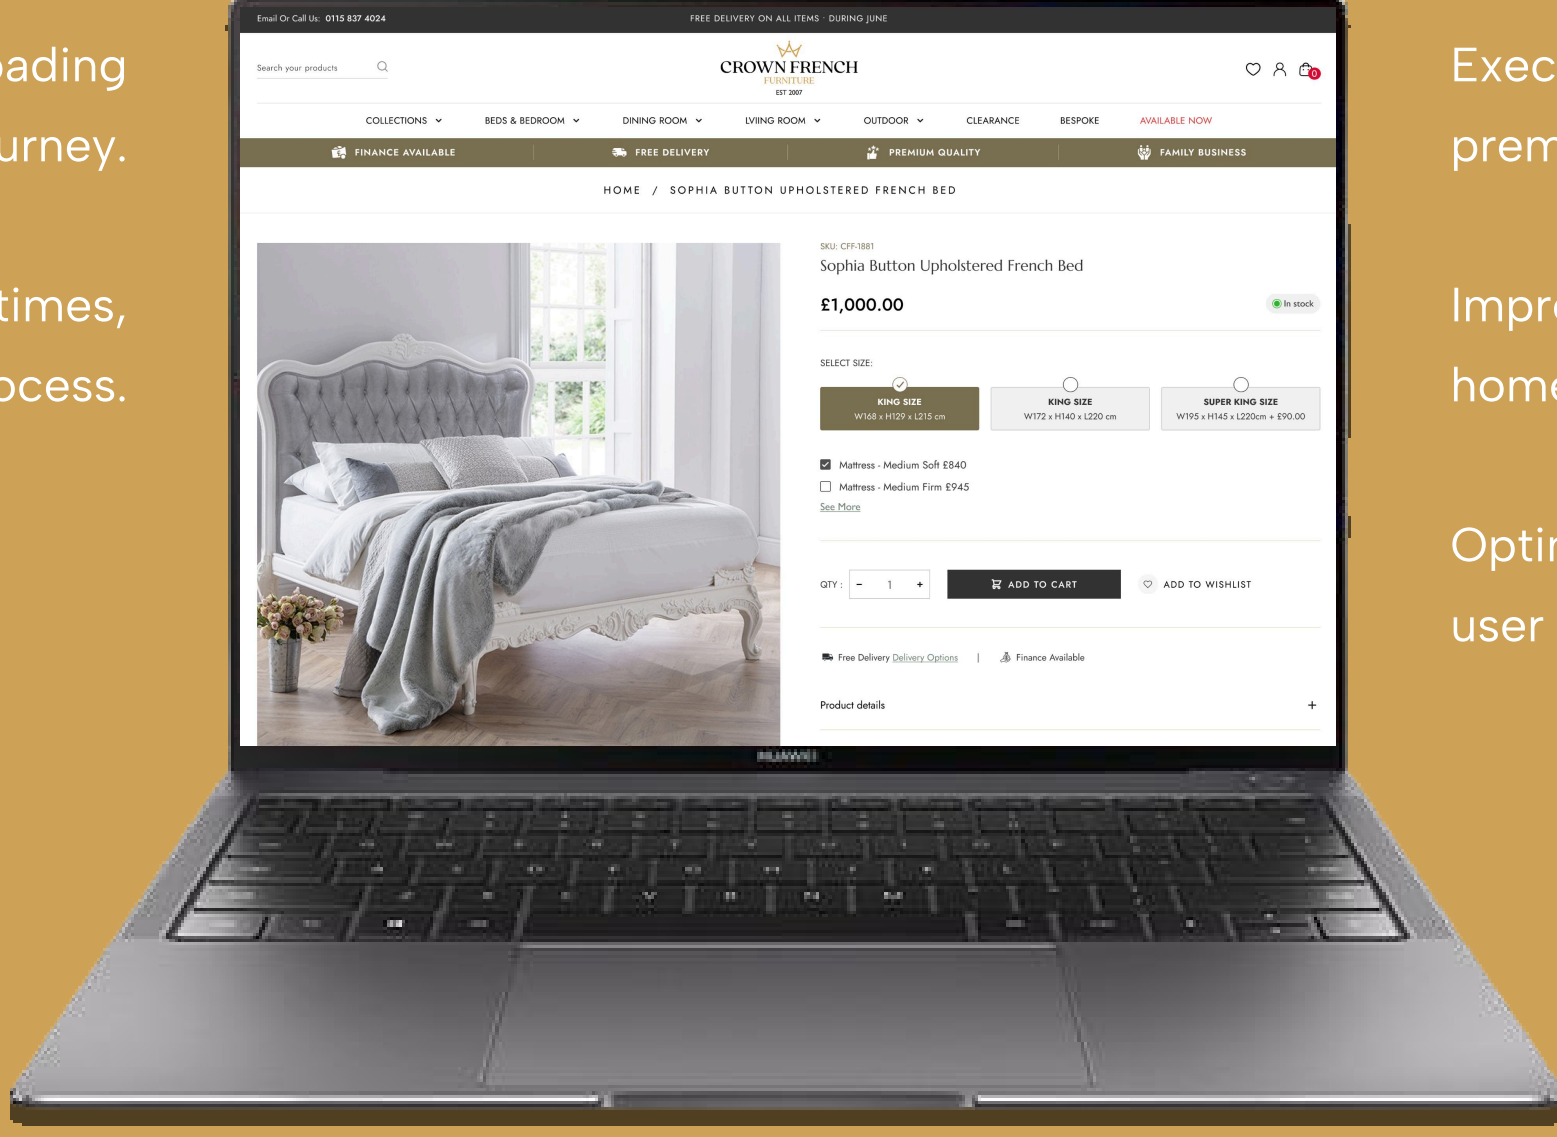 urney.
times,
Email Or Call Us: 0115 837 4024
FREE DELIVERY ON ALL ITEMS · DURING JUNE
Search your products
CROWN FRENCH
FURNITURE
EST 2007
0
COLLECTIONS BEDS & BEDROOM DINING ROOM LVIING ROOM OUTDOOR CLEARANCE BESPOKE AVAILABLE NOW
FINANCE AVAILABLE FREE DELIVERY PREMIUM QUALITY FAMILY BUSINESS
HOME / SOPHIA BUTTON UPHOLSTERED FRENCH BED
SKU: CFF-1881
Sophia Button Upholstered French Bed
£1,000.00
In stock
SELECT SIZE:
KING SIZE
W168 x H129 x L215 cm
KING SIZE
W172 x H140 x L220 cm
SUPER KING SIZE
W195 x H145 x L220cm + £90.00
Mattress - Medium Soft £840
Mattress - Medium Firm £945
See More
QTY : - 1 + ADD TO CART ADD TO WISHLIST
Free Delivery Delivery Options | Finance Available
Product details +
HUAWEI
Exec
prem
Impr
home
Optin
user